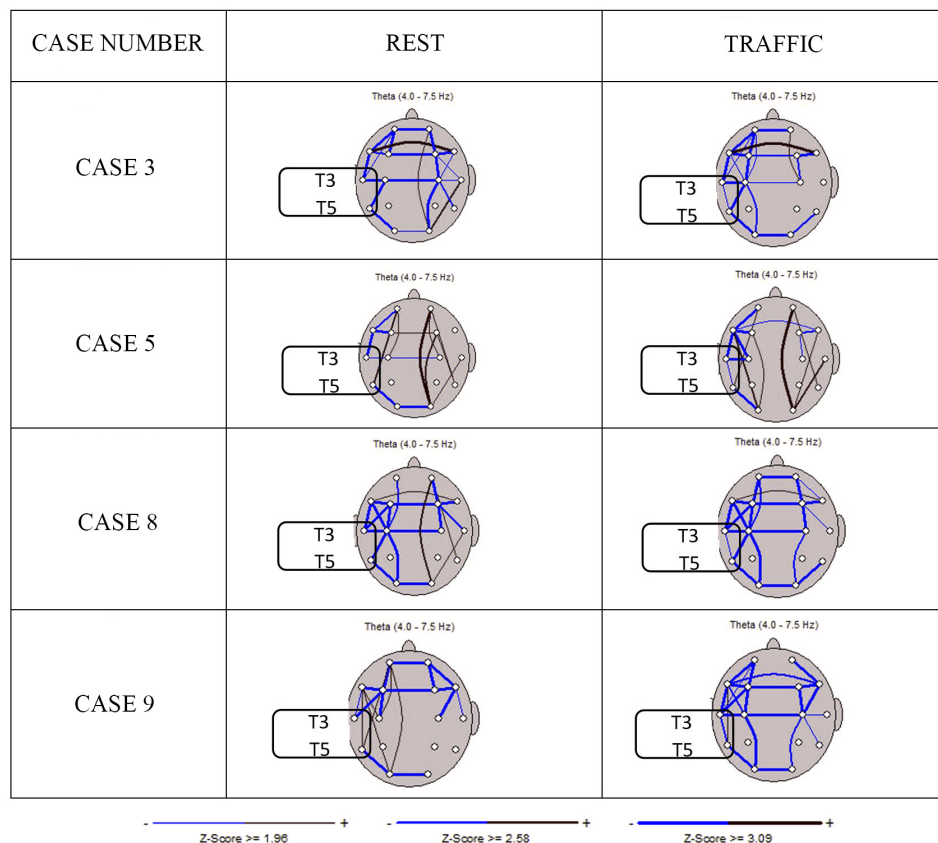 CASE NUMBER REST TRAFFIC
Theta (4.0 - 7.5 Hz) Theta (4.0 - 7.5 Hz)
CASE 3
T3 T3
T5 T5
Theta (4.0 - 7.5 Hz) Theta (4.0 - 7.5 Hz)
CASE 5
T3 T3
T5 T5
Theta (4.0 - 7.5 Hz) Theta (4.0 - 7.5 Hz)
CASE 8
T3 T3
T5 T5
Theta (4.0 - 7.5 Hz) Theta (4.0 - 7.5 Hz)
CASE 9
T3 T3
T5 T5
- + - + - +
Z-Score >= 1.96 Z-Score >= 2.58 Z-Score >= 3.09